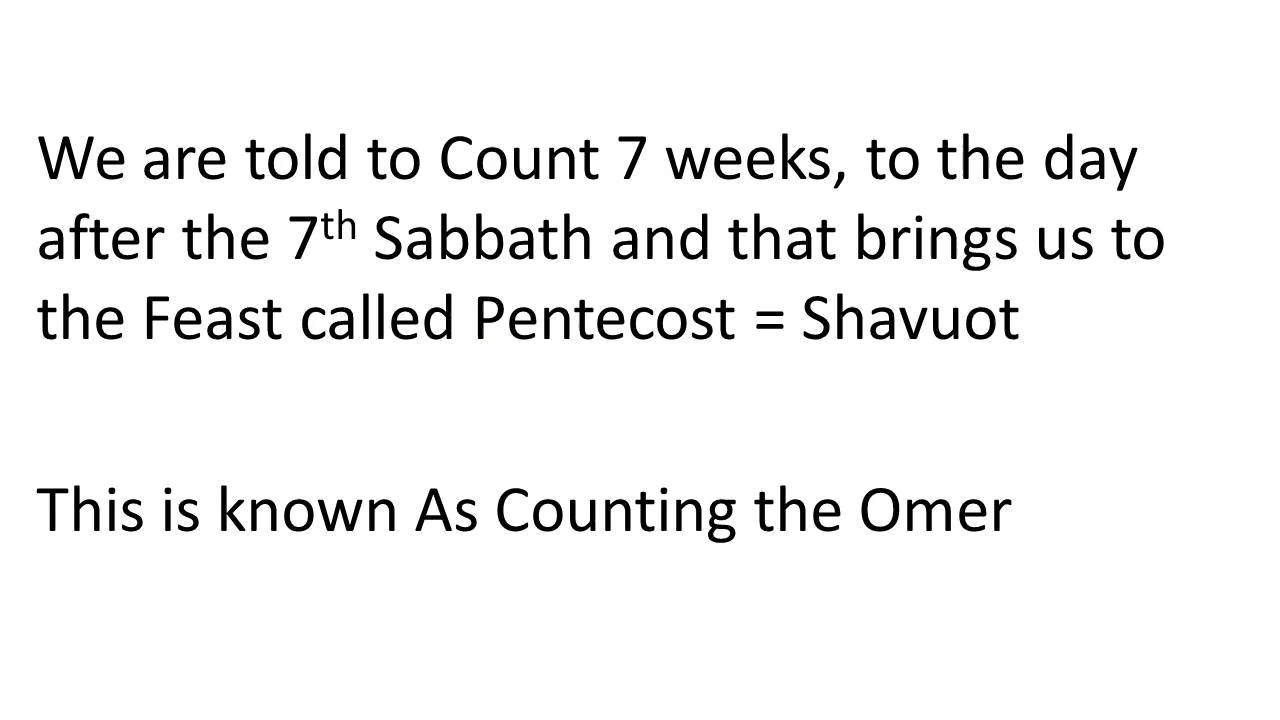 We are told to Count 7 weeks, to the day
after the 7th Sabbath and that brings us to
the Feast called Pentecost = Shavuot
This is known As Counting the Omer